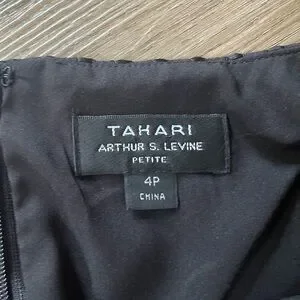 TAHARI
ARTHUR S. LEVINE
PETITE
4P
CHINA